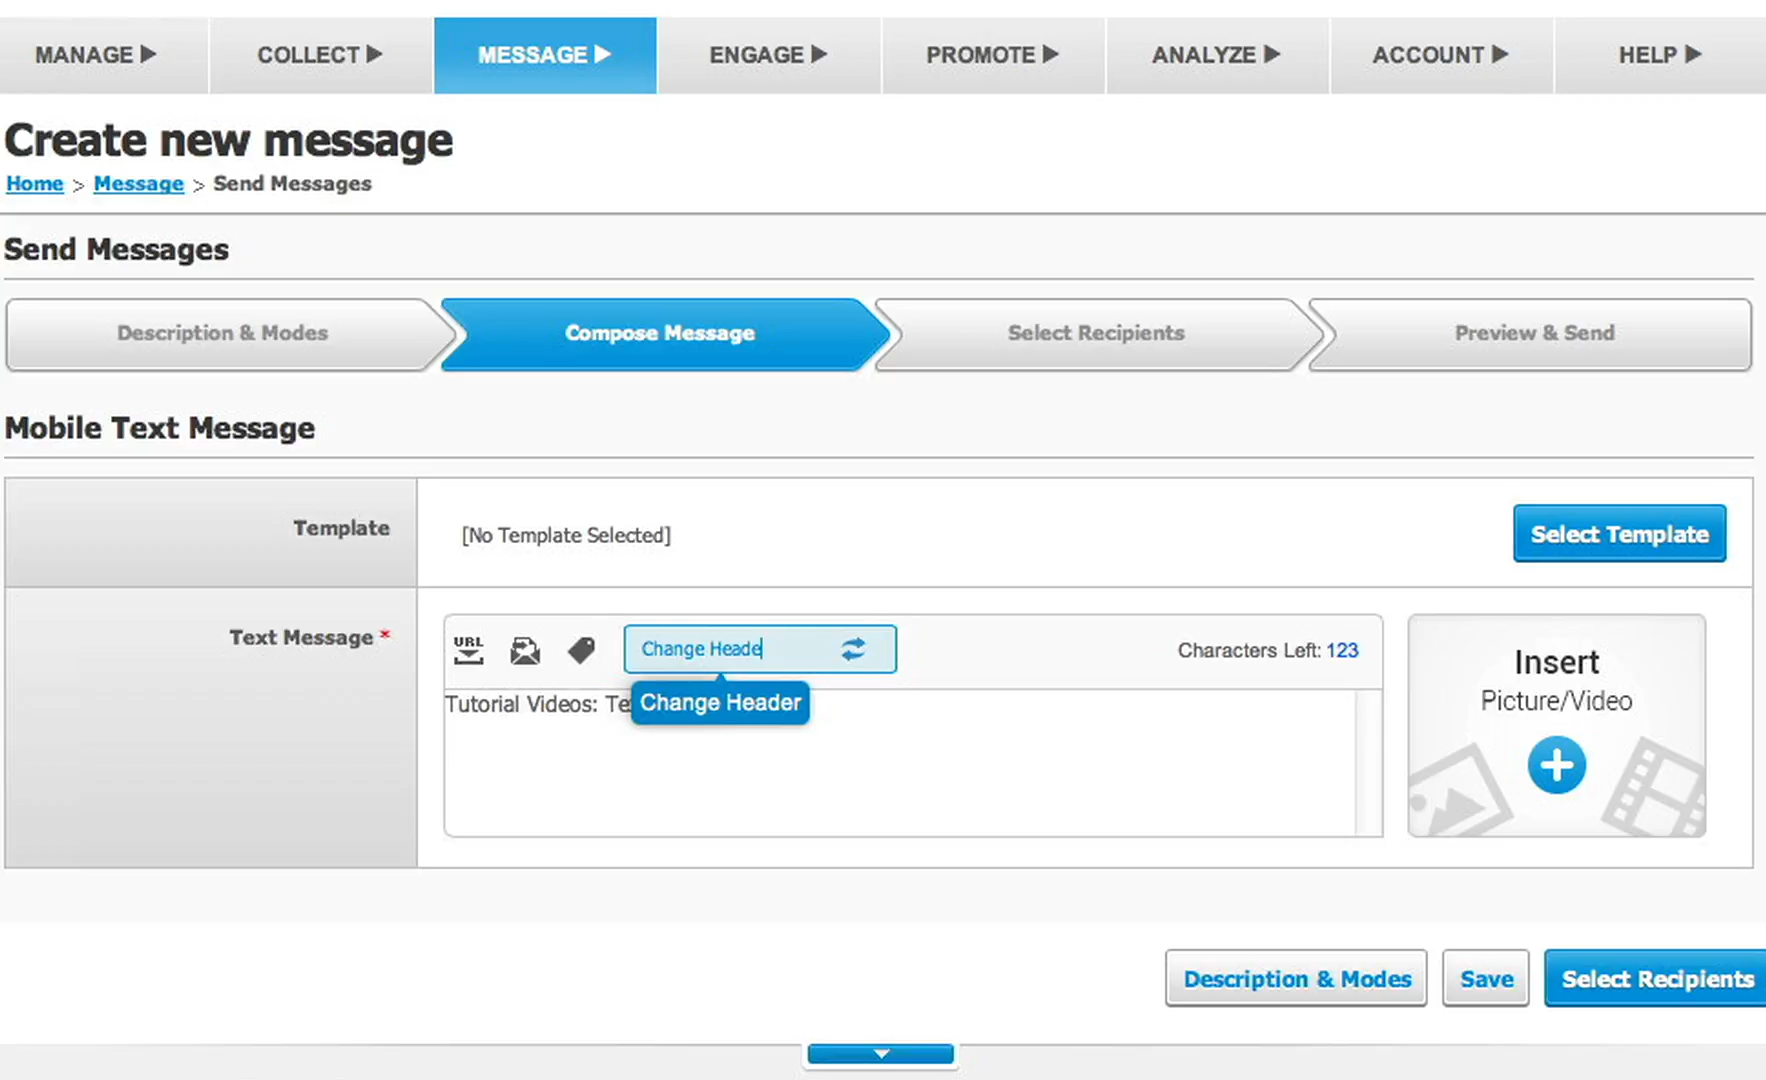 MANAGE COLLECT MESSAGE ENGAGE PROMOTE ANALYZE ACCOUNT HELP
Create new message
Home > Message > Send Messages
Send Messages
Description & Modes Compose Message Select Recipients Preview & Send
Mobile Text Message
Template [No Template Selected] Select Template
Text Message * URL Change Heade Characters Left: 123
Tutorial Videos: Change Header
Insert
Picture/Video
Description & Modes Save Select Recipients